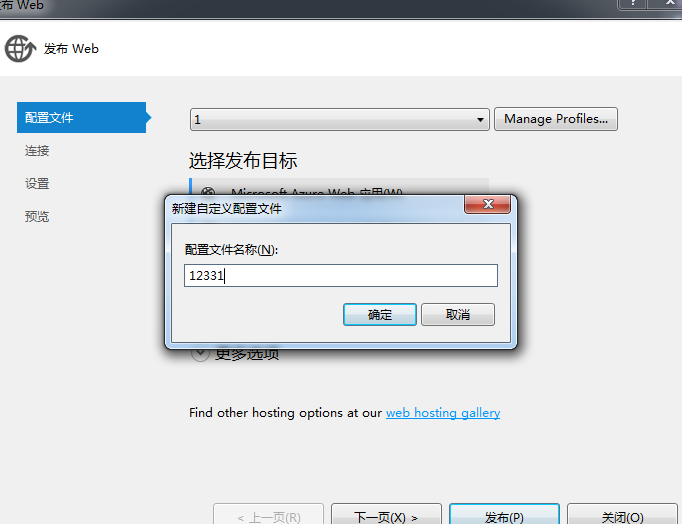 发布 Web
发布 Web
配置文件
1
Manage Profiles...
连接
选择发布目标
设置
Microsoft Azure Web 应用(W)
新建自定义配置文件
预览
配置文件名称(N):
12331
确定
取消
更多选项
Find other hosting options at our web hosting gallery
< 上一页(R)
下一页(X) >
发布(P)
关闭(O)